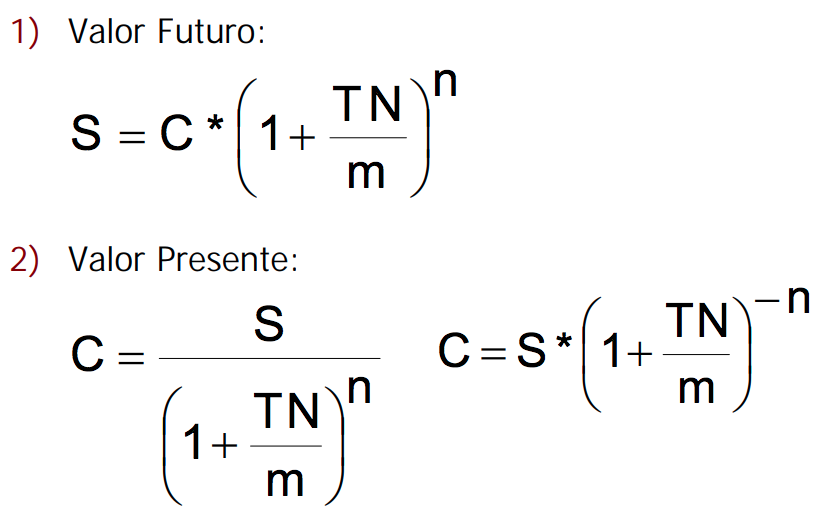 1) Valor Futuro:
S = C * (1 + TN/m)^n
2) Valor Presente:
C = S / (1 + TN/m)^n    C = S * (1 + TN/m)^−n